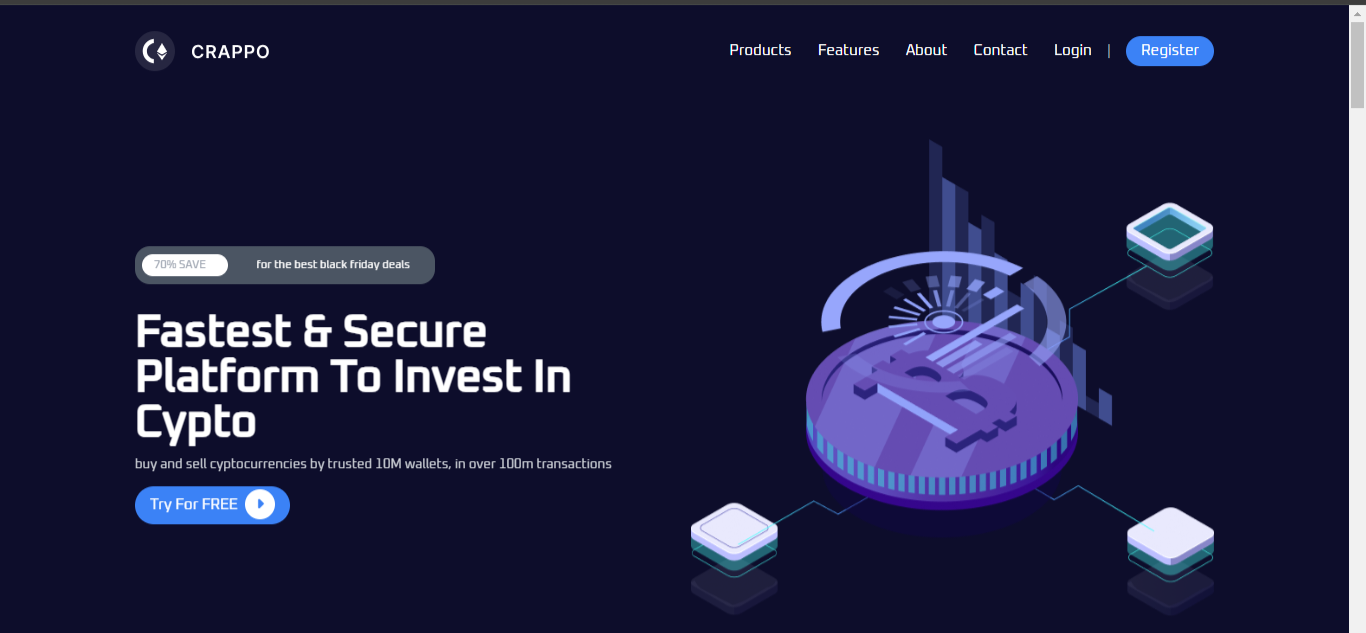 CRAPPO
Products Features About Contact Login | Register
70% SAVE for the best black friday deals
Fastest & Secure
Platform To Invest In
Cypto
buy and sell cyptocurrencies by trusted 10M wallets, in over 100m transactions
Try For FREE